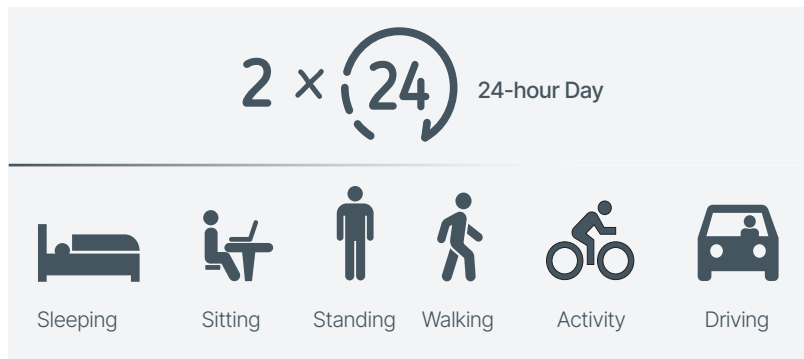 2 × 24 24-hour Day
Sleeping Sitting Standing Walking Activity Driving